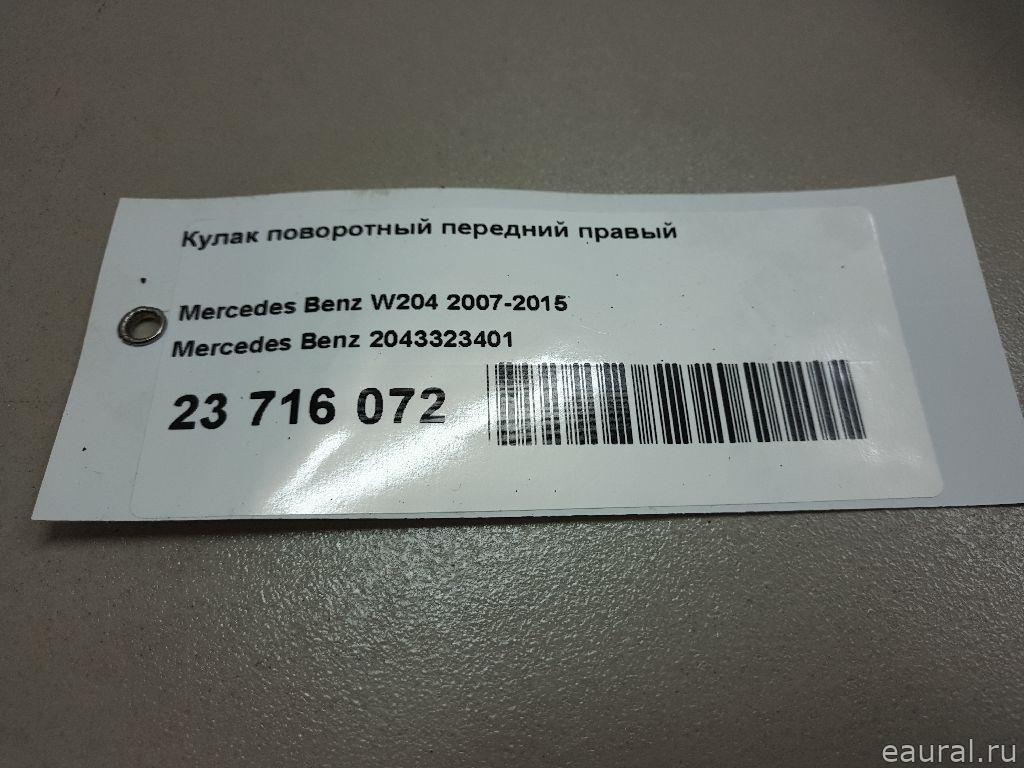 Кулак поворотный передний правый
Mercedes Benz W204 2007-2015
Mercedes Benz 2043323401
23 716 072
eaural.ru